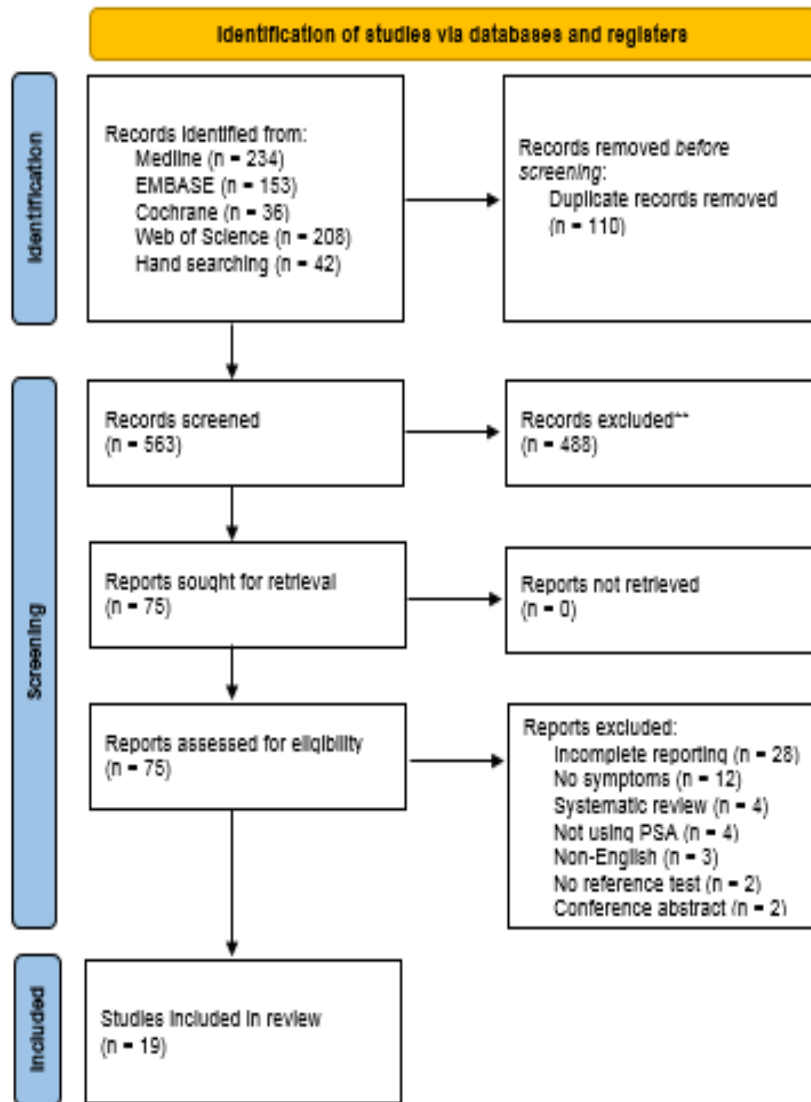 Identification of studies via databases and registers
Identification
Records identified from:
Medline (n = 234)
EMBASE (n = 153)
Cochrane (n = 36)
Web of Science (n = 208)
Hand searching (n = 42)
Records removed before
screening:
Duplicate records removed
(n = 110)
Screening
Records screened
(n = 563)
Records excluded**
(n = 488)
Reports sought for retrieval
(n = 75)
Reports not retrieved
(n = 0)
Reports assessed for eligibility
(n = 75)
Reports excluded:
Incomplete reporting (n = 28)
No symptoms (n = 12)
Systematic review (n = 4)
Not using PSA (n = 4)
Non-English (n = 3)
No reference test (n = 2)
Conference abstract (n = 2)
Included
Studies included in review
(n = 19)